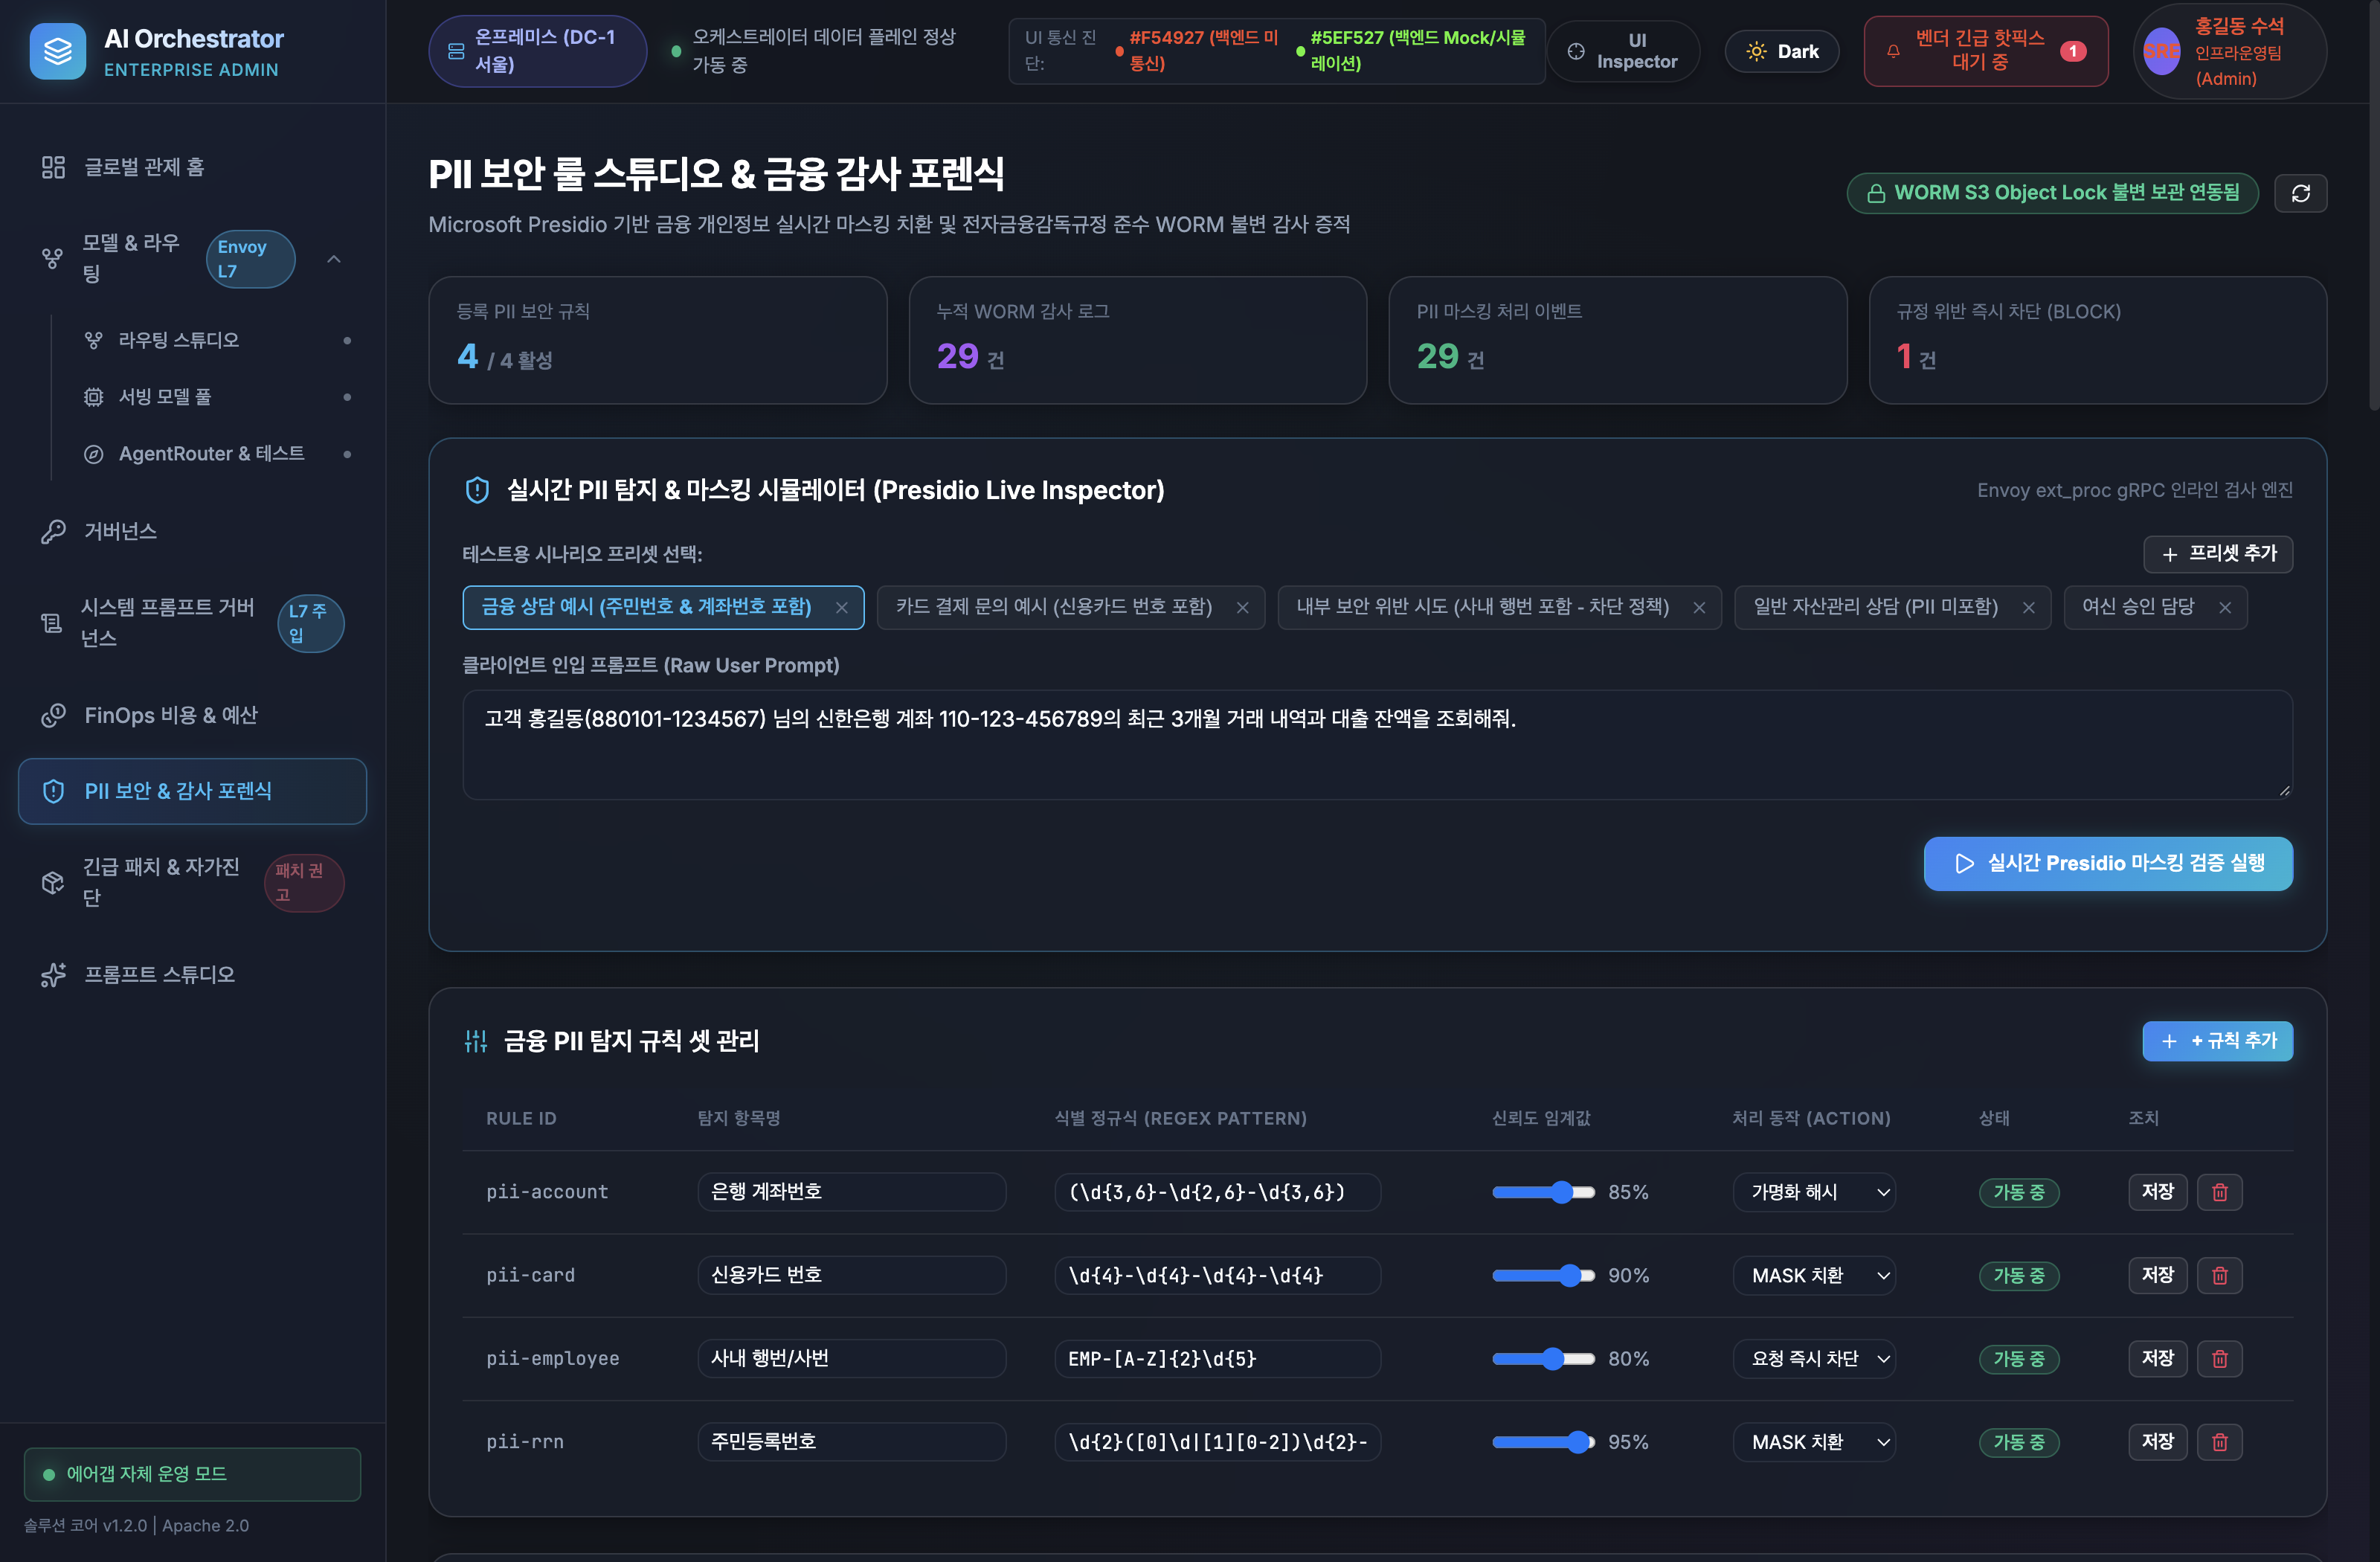 AI Orchestrator
ENTERPRISE ADMIN
글로벌 관제 홈
모델 & 라우
팅
Envoy
L7
라우팅 스튜디오
서빙 모델 풀
AgentRouter & 테스트
거버넌스
시스템 프롬프트 거버
넌스
L7 주
입
FinOps 비용 & 예산
PII 보안 & 감사 포렌식
긴급 패치 & 자가진
단
패치 권
고
프롬프트 스튜디오
에어갭 자체 운영 모드
솔루션 코어 v1.2.0 | Apache 2.0
온프레미스 (DC-1
서울)
오케스트레이터 데이터 플레인 정상
가동 중
UI 통신 진
단:
#F54927 (백엔드 미
통신)
#5EF527 (백엔드 Mock/시뮬
레이션)
UI
Inspector
Dark
벤더 긴급 핫픽스
대기 중
1
SRE
홍길동 수석
인프라운영팀
(Admin)
PII 보안 룰 스튜디오 & 금융 감사 포렌식
Microsoft Presidio 기반 금융 개인정보 실시간 마스킹 치환 및 전자금융감독규정 준수 WORM 불변 감사 증적
WORM S3 Object Lock 불변 보관 연동됨
등록 PII 보안 규칙
4 / 4 활성
누적 WORM 감사 로그
29 건
PII 마스킹 처리 이벤트
29 건
규정 위반 즉시 차단 (BLOCK)
1 건
실시간 PII 탐지 & 마스킹 시뮬레이터 (Presidio Live Inspector)
Envoy ext_proc gRPC 인라인 검사 엔진
테스트용 시나리오 프리셋 선택:
프리셋 추가
금융 상담 예시 (주민번호 & 계좌번호 포함)
카드 결제 문의 예시 (신용카드 번호 포함)
내부 보안 위반 시도 (사내 행번 포함 - 차단 정책)
일반 자산관리 상담 (PII 미포함)
여신 승인 담당
클라이언트 인입 프롬프트 (Raw User Prompt)
고객 홍길동(880101-1234567) 님의 신한은행 계좌 110-123-456789의 최근 3개월 거래 내역과 대출 잔액을 조회해줘.
실시간 Presidio 마스킹 검증 실행
금융 PII 탐지 규칙 셋 관리
+ 규칙 추가
RULE ID 탐지 항목명 식별 정규식 (REGEX PATTERN) 신뢰도 임계값 처리 동작 (ACTION) 상태 조치
pii-account 은행 계좌번호 (\d{3,6}-\d{2,6}-\d{3,6}) 85% 가명화 해시 가동 중 저장
pii-card 신용카드 번호 \d{4}-\d{4}-\d{4}-\d{4} 90% MASK 치환 가동 중 저장
pii-employee 사내 행번/사번 EMP-[A-Z]{2}\d{5} 80% 요청 즉시 차단 가동 중 저장
pii-rrn 주민등록번호 \d{2}([0]\d|[1][0-2])\d{2}- 95% MASK 치환 가동 중 저장